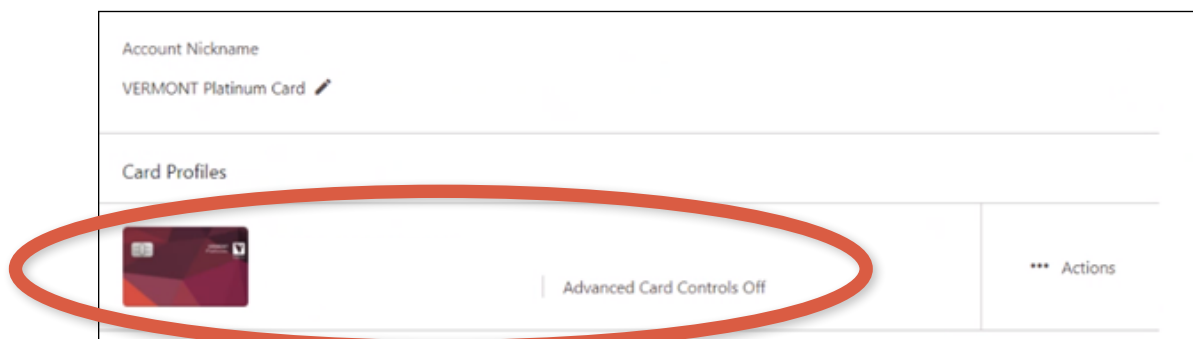 Account Nickname
VERMONT Platinum Card
Card Profiles
Advanced Card Controls Off
••• Actions